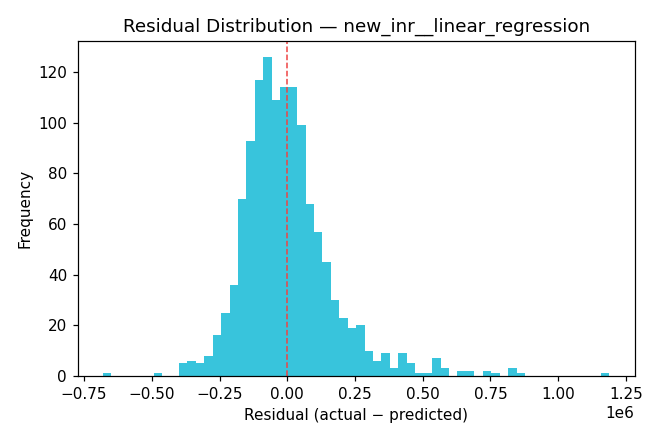 Residual Distribution — new_inr__linear_regression
Frequency
120
100
80
60
40
20
0
−0.75 −0.50 −0.25 0.00 0.25 0.50 0.75 1.00 1.25
1e6
Residual (actual − predicted)